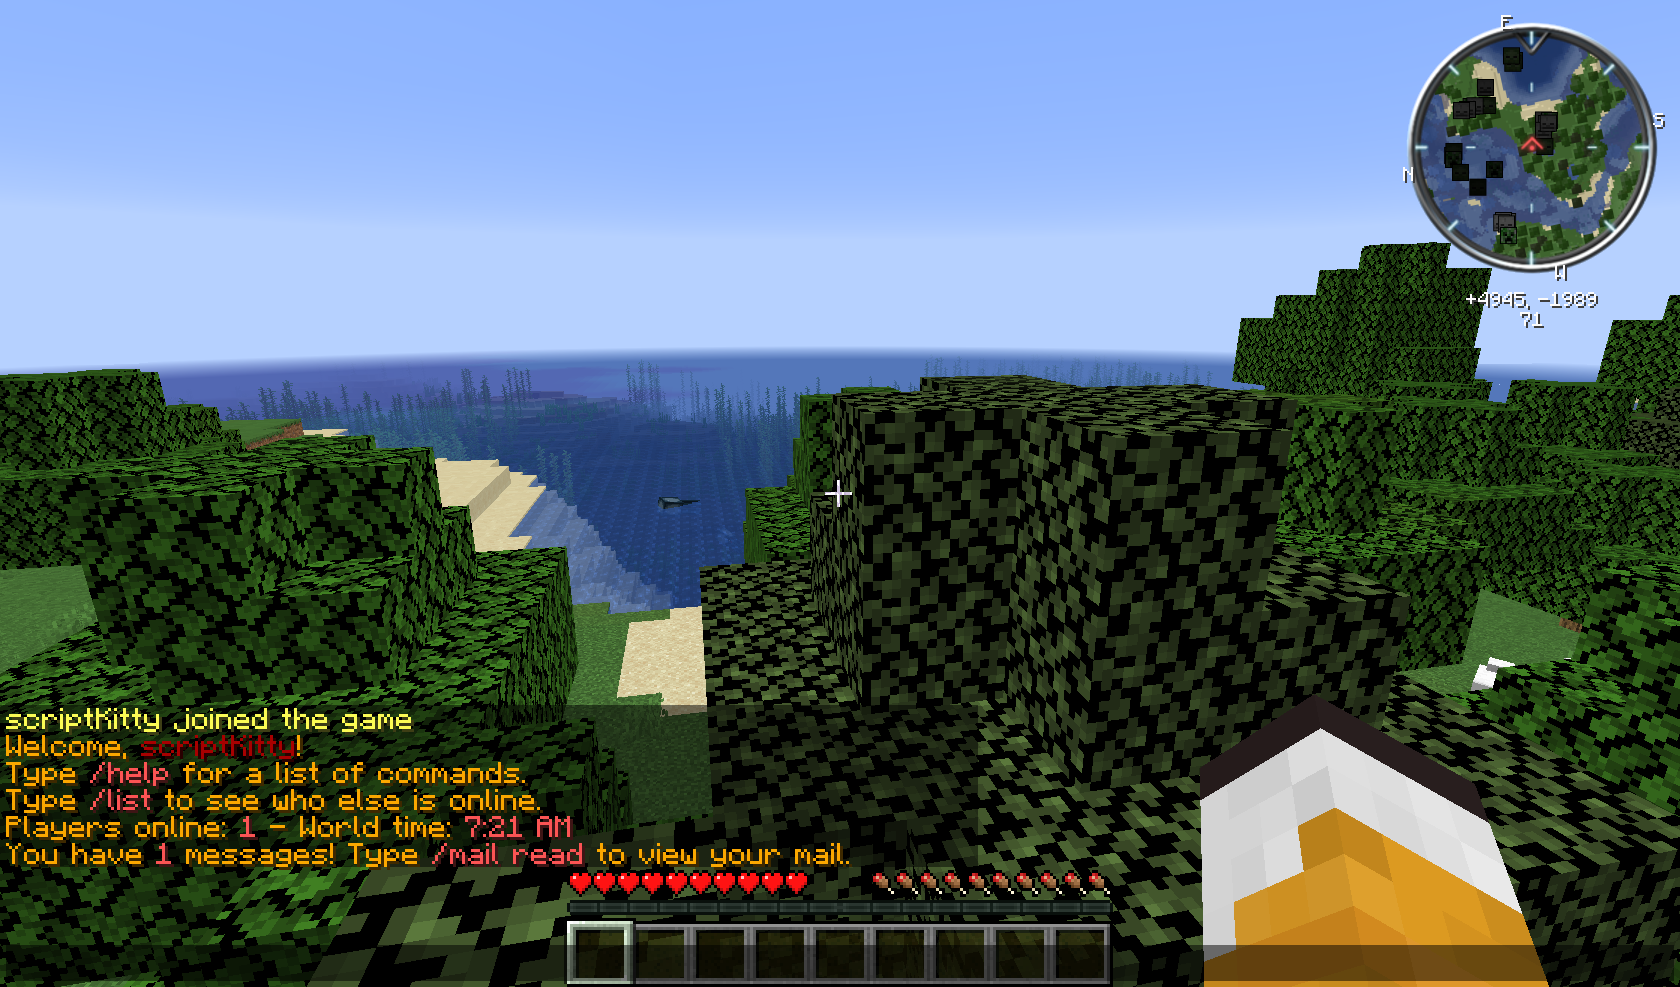 E
S
N
W
+4945, -1989
71
scriptKitty joined the game
Welcome, scriptKitty!
Type /help for a list of commands.
Type /list to see who else is online.
Players online: 1 - World time: 7:21 AM
You have 1 messages! Type /mail read to view your mail.